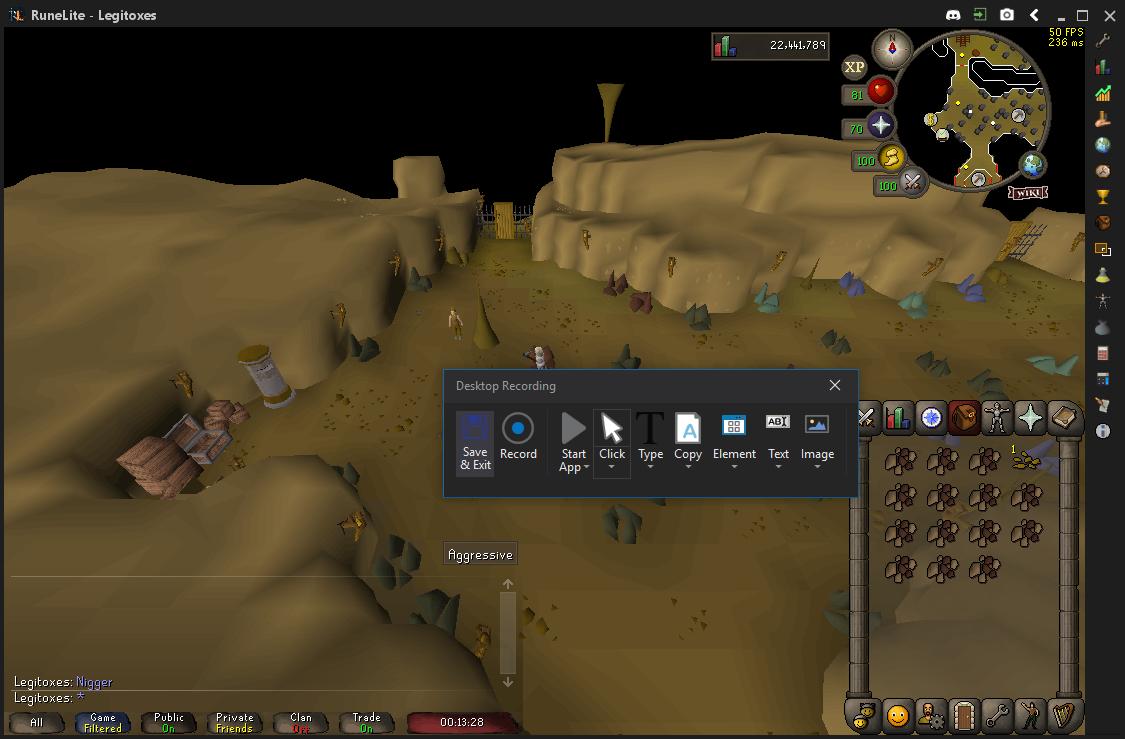 RuneLite - Legitoxes
22,441,789
50 FPS
236 ms
XP
81
70
100
100
WIKI
Desktop Recording
Save & Exit
Record
Start App
Click
Type
Copy
Element
Text
Image
T
A
ABI
1
Aggressive
Legitoxes: Nigger
Legitoxes: *
All
Game Filtered
Public On
Private Friends
Clan Off
Trade On
00:13:28